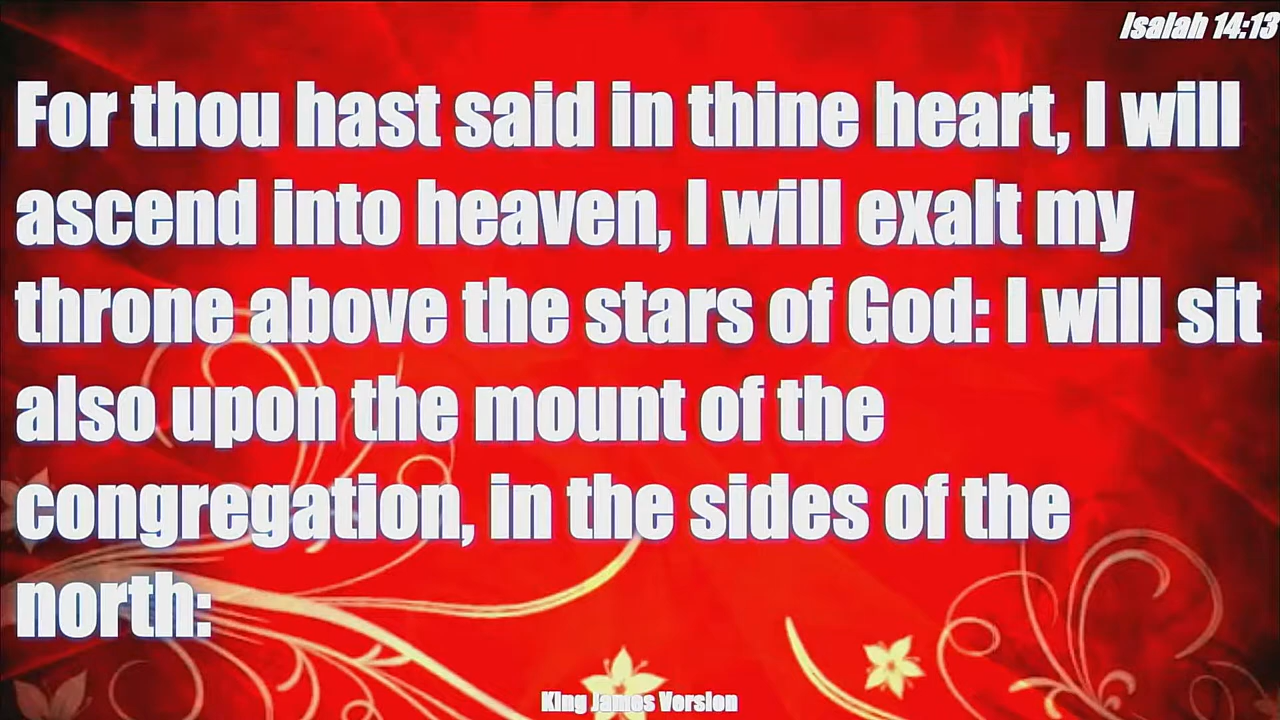 Isaiah 14:13
For thou hast said in thine heart, I will
ascend into heaven, I will exalt my
throne above the stars of God: I will sit
also upon the mount of the
congregation, in the sides of the
north:
King James Version